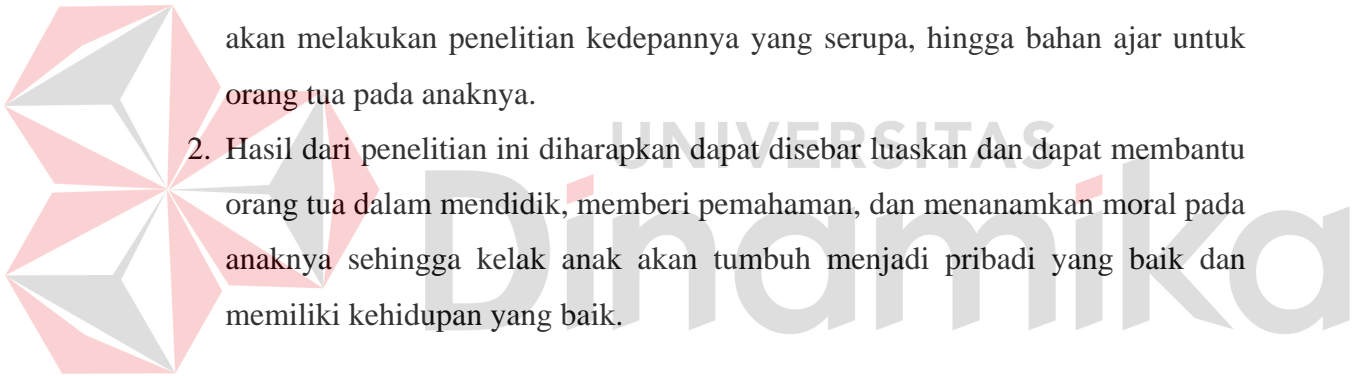 akan melakukan penelitian kedepannya yang serupa, hingga bahan ajar untuk
orang tua pada anaknya.
2. Hasil dari penelitian ini diharapkan dapat disebar luaskan dan dapat membantu
orang tua dalam mendidik, memberi pemahaman, dan menanamkan moral pada
anaknya sehingga kelak anak akan tumbuh menjadi pribadi yang baik dan
memiliki kehidupan yang baik.
UNIVERSITAS
Dinamika